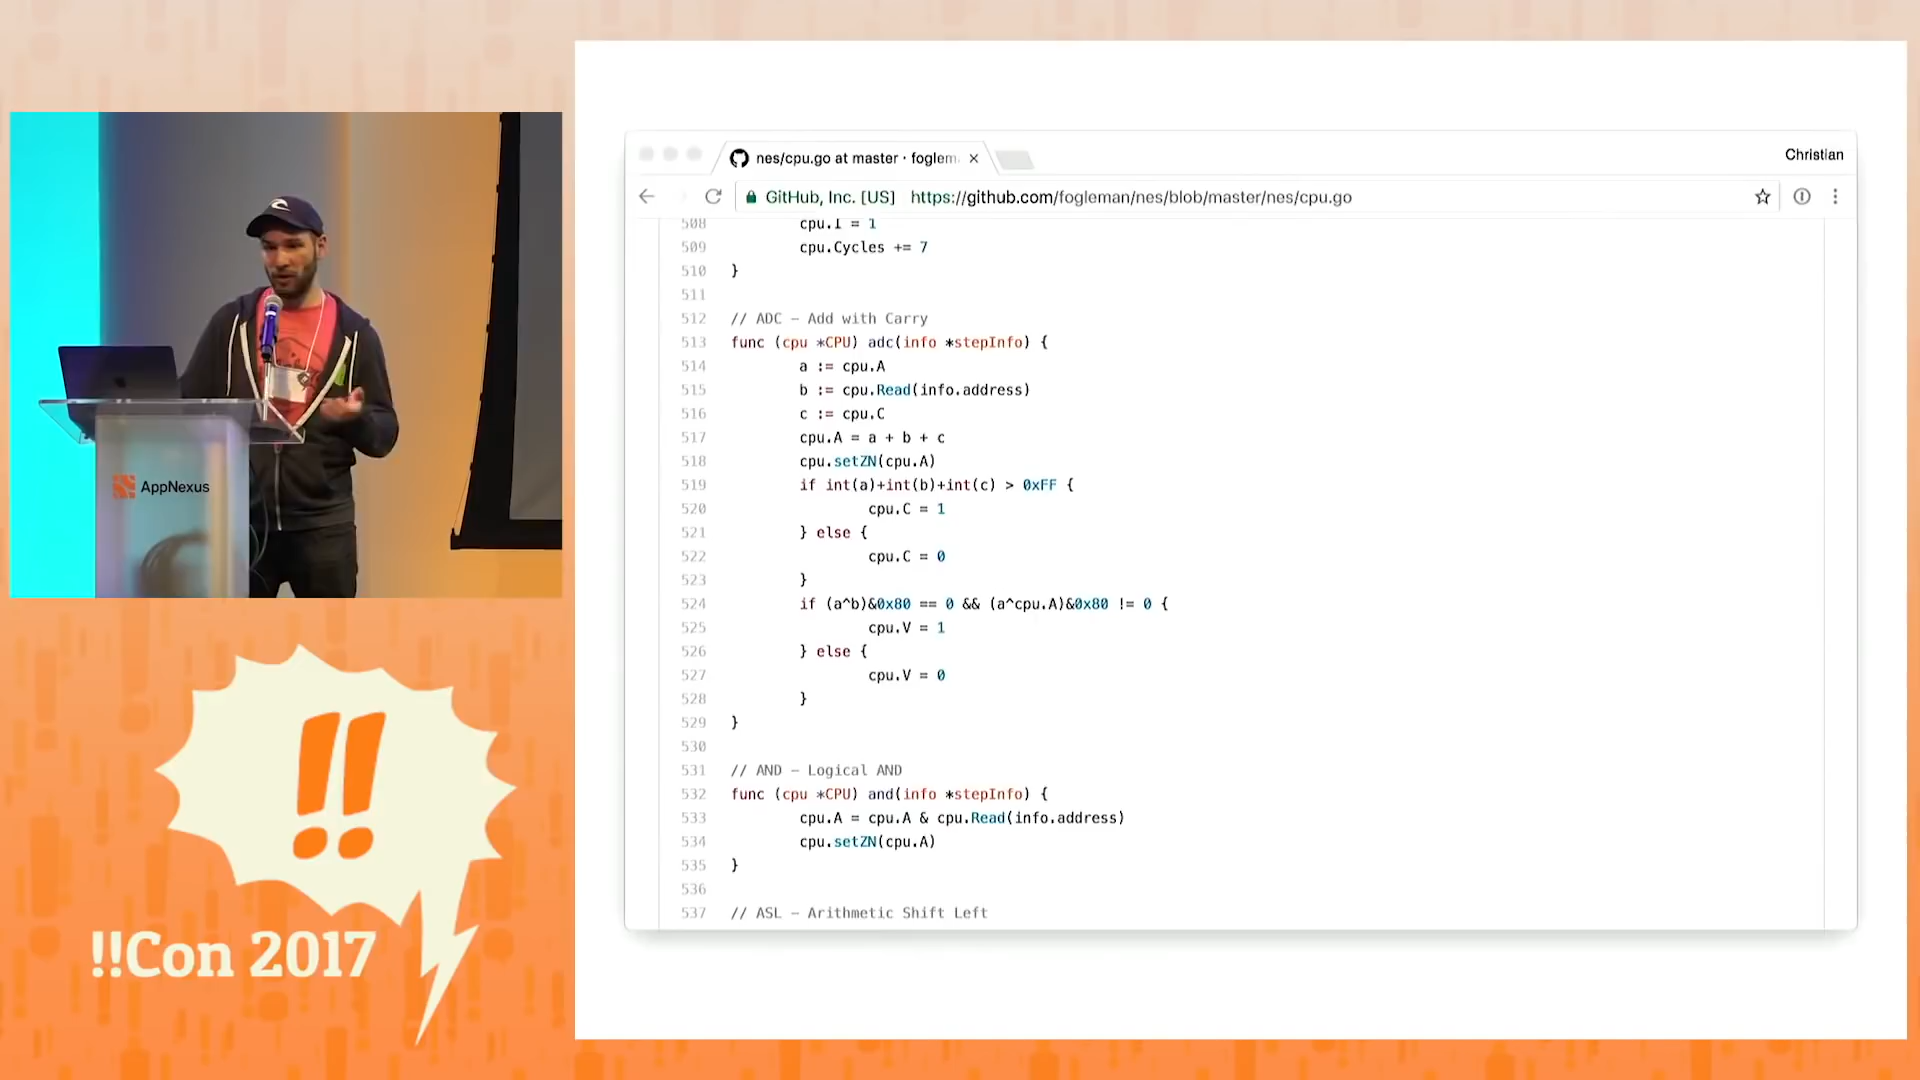 AppNexus
!!
!!Con 2017
nes/cpu.go at master · foglem
Christian
GitHub, Inc. [US] https://github.com/fogleman/nes/blob/master/nes/cpu.go
508 cpu.I = 1
509 cpu.Cycles += 7
510 }
511
512 // ADC – Add with Carry
513 func (cpu *CPU) adc(info *stepInfo) {
514 a := cpu.A
515 b := cpu.Read(info.address)
516 c := cpu.C
517 cpu.A = a + b + c
518 cpu.setZN(cpu.A)
519 if int(a)+int(b)+int(c) > 0xFF {
520 cpu.C = 1
521 } else {
522 cpu.C = 0
523 }
524 if (a^b)&0x80 == 0 && (a^cpu.A)&0x80 != 0 {
525 cpu.V = 1
526 } else {
527 cpu.V = 0
528 }
529 }
530
531 // AND – Logical AND
532 func (cpu *CPU) and(info *stepInfo) {
533 cpu.A = cpu.A & cpu.Read(info.address)
534 cpu.setZN(cpu.A)
535 }
536
537 // ASL – Arithmetic Shift Left